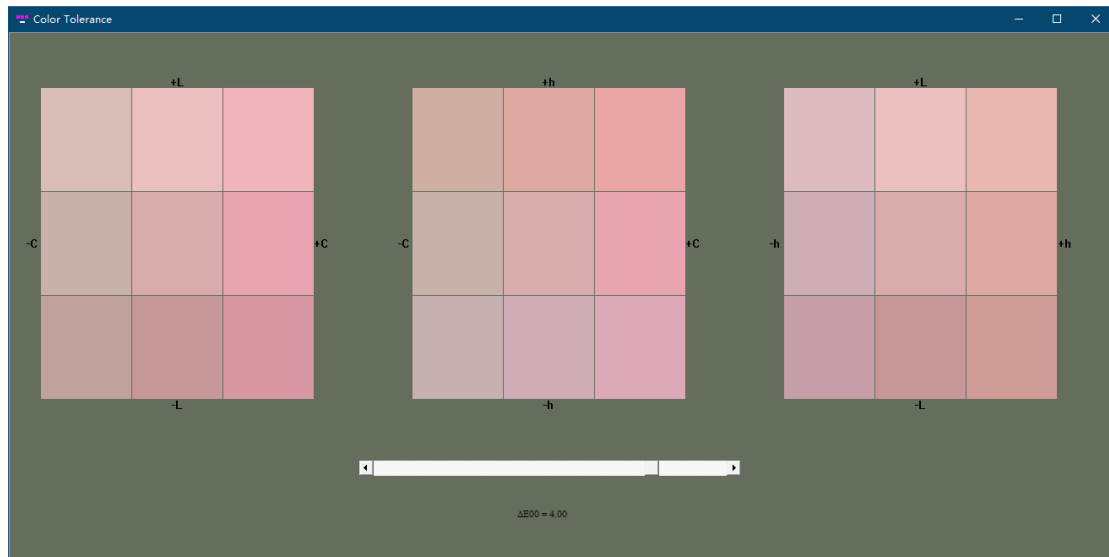 Color Tolerance
+L
+h
+L
-C
+C
-C
+C
-h
+h
-L
-h
-L
ΔE00 = 4.00